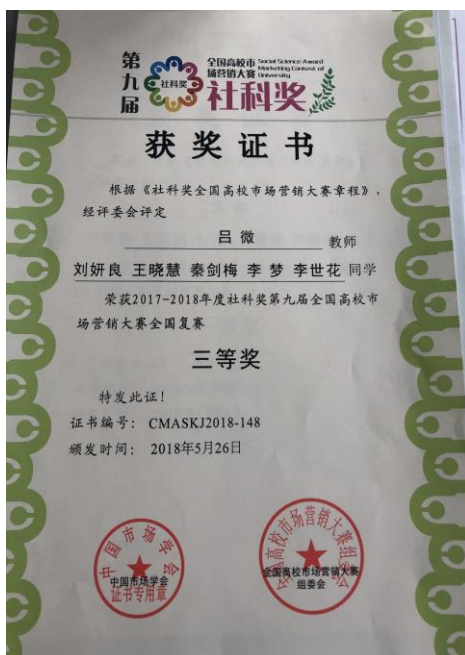 第九届
社科奖
全国高校市场营销大赛
Social Science Award
Marketing Contest of
University
社科奖
获奖证书
根据《社科奖全国高校市场营销大赛章程》,
经评委会评定
吕微 教师
刘妍良 王晓慧 秦剑梅 李梦 李世花 同学
荣获2017-2018年度社科奖第九届全国高校市
场营销大赛全国复赛
三等奖
特发此证!
证书编号: CMASKJ2018-148
颁发时间: 2018年5月26日
中国市场学会
中国市场学会
证书专用章
全国高校市场营销大赛组委会
全国高校市场营销大赛
组委会